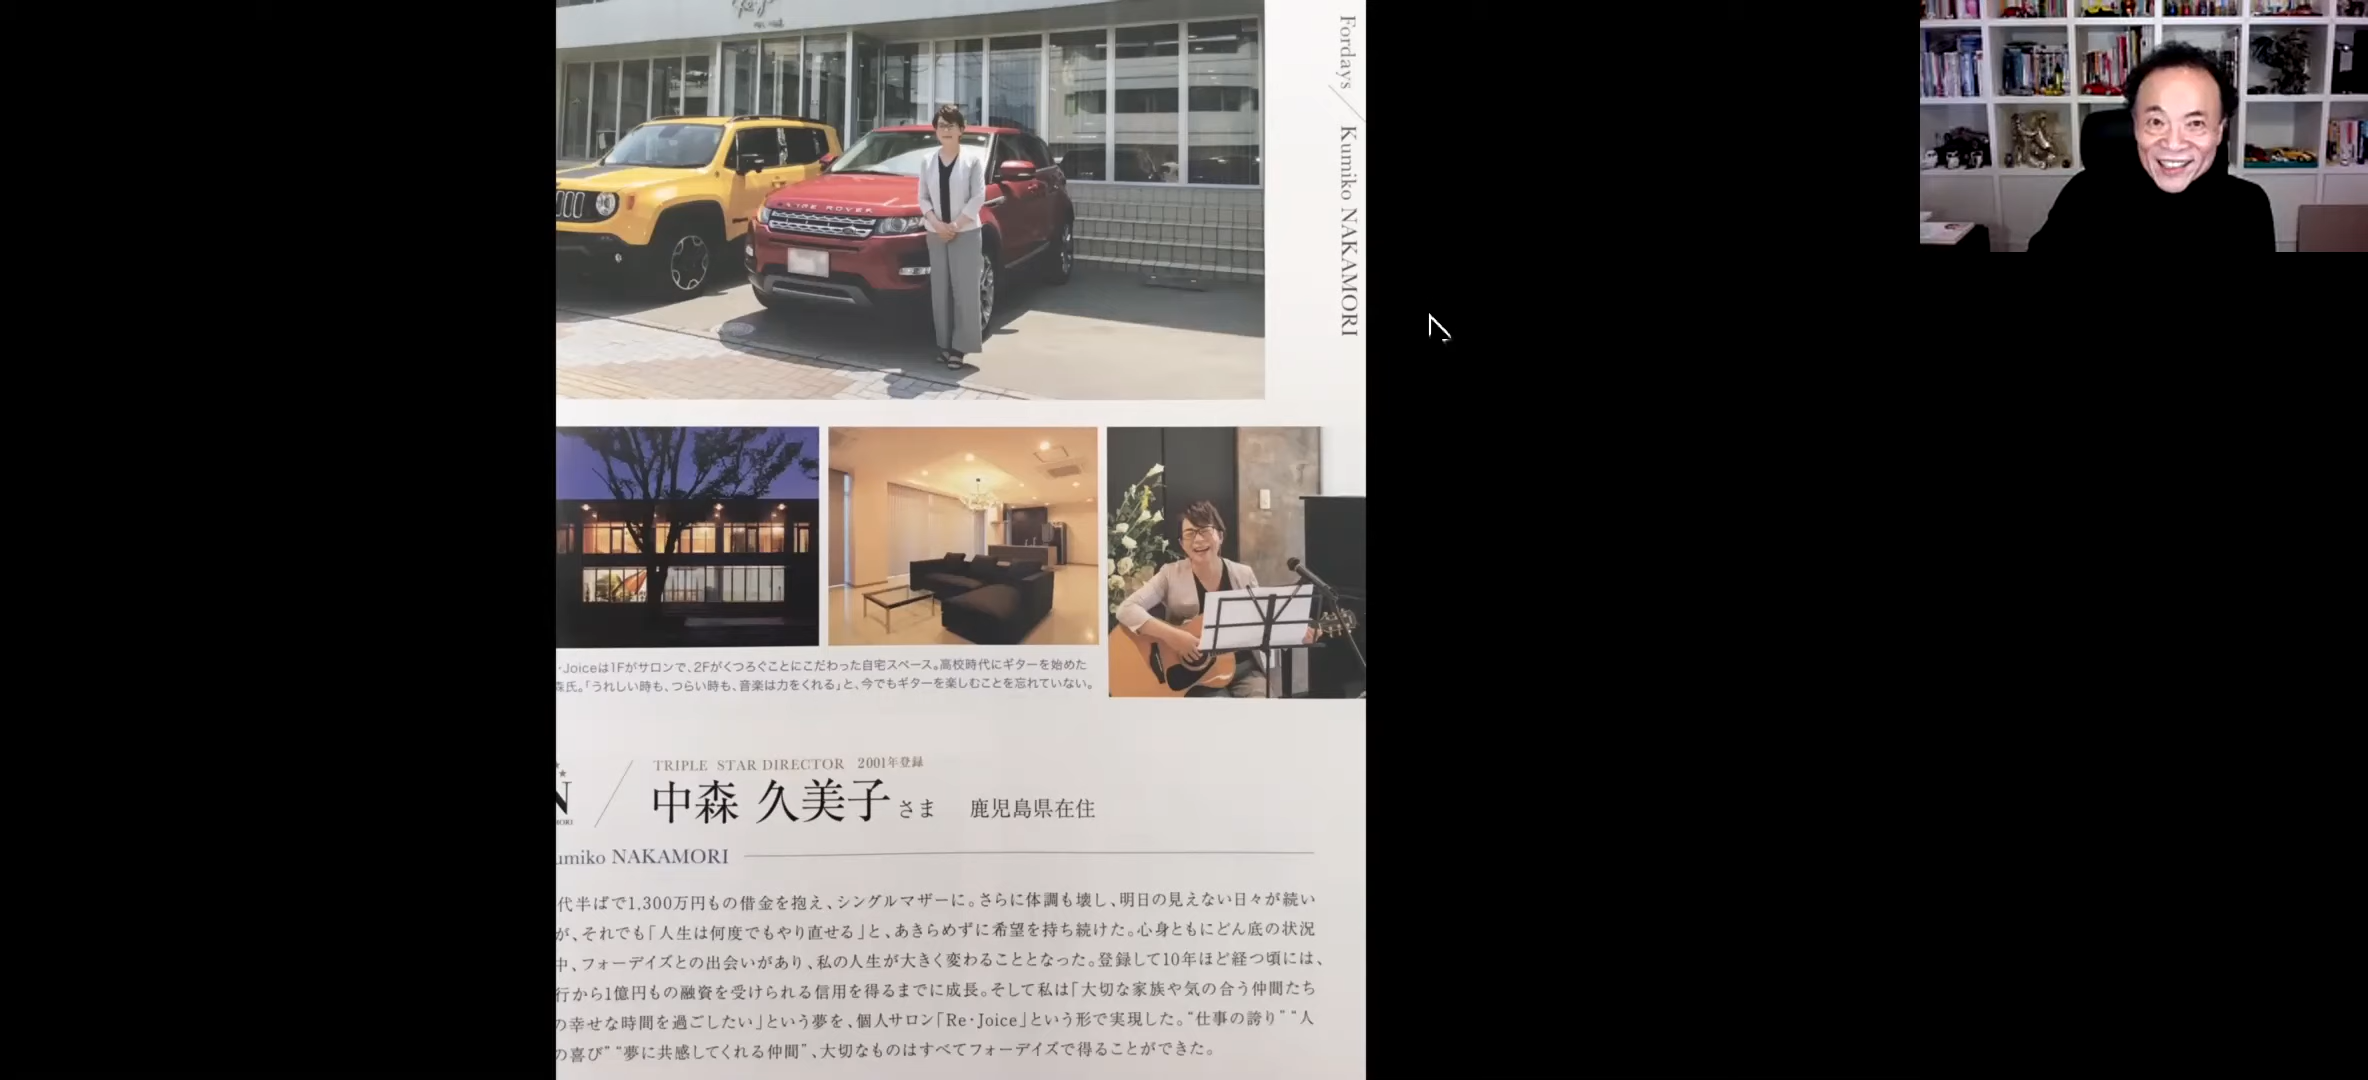 Fordays
Kumiko NAKAMORI
RANGE ROVER
・Joiceは1Fがサロンで、2Fがくつろぐことにこだわった自宅スペース。高校時代にギターを始めた
森氏。「うれしい時も、つらい時も、音楽は力をくれる」と、今でもギターを楽しむことを忘れていない。
TRIPLE STAR DIRECTOR 2001年登録
中森 久美子さま 鹿児島県在住
umiko NAKAMORI
代半ばで1,300万円もの借金を抱え、シングルマザーに。さらに体調も壊し、明日の見えない日々が続い
が、それでも「人生は何度でもやり直せる」と、あきらめずに希望を持ち続けた。心身ともにどん底の状況
中、フォーデイズとの出会いがあり、私の人生が大きく変わることとなった。登録して10年ほど経つ頃には、
行から1億円もの融資を受けられる信用を得るまでに成長。そして私は「大切な家族や気の合う仲間たち
の幸せな時間を過ごしたい」という夢を、個人サロン「Re・Joice」という形で実現した。“仕事の誇り”“人
の喜び”“夢に共感してくれる仲間”、大切なものはすべてフォーデイズで得ることができた。